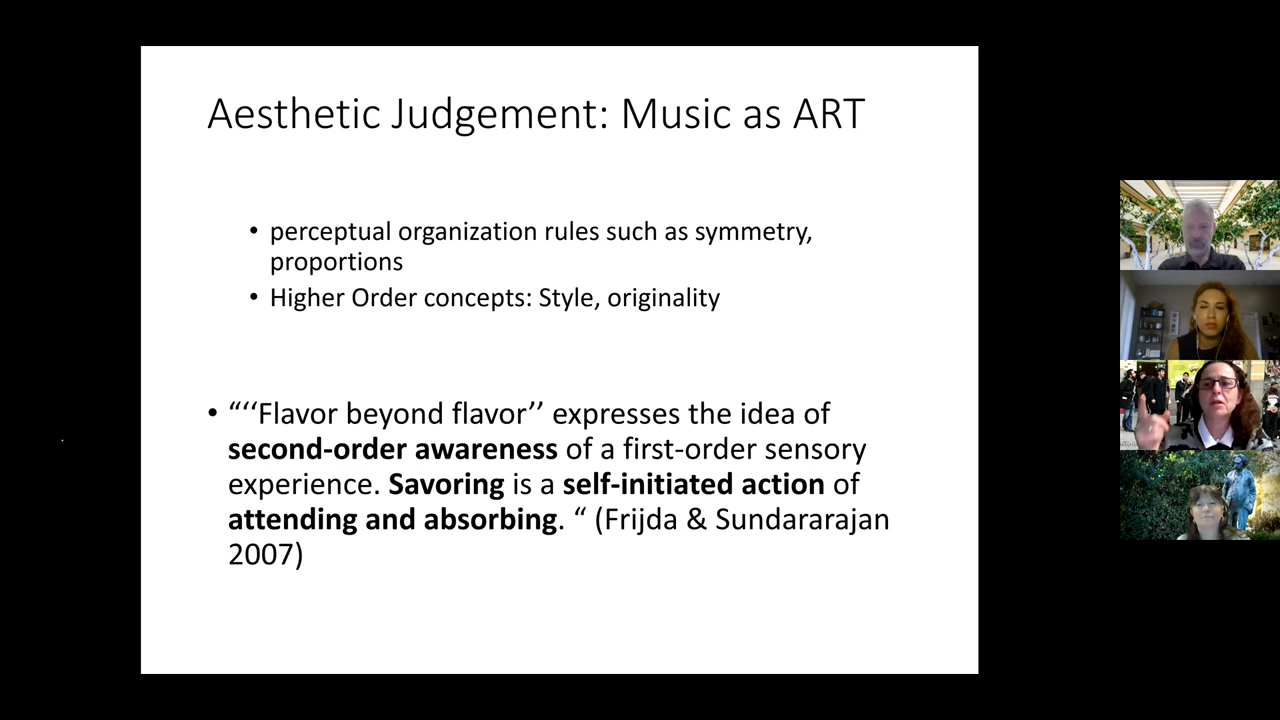 Aesthetic Judgement: Music as ART
• perceptual organization rules such as symmetry,
proportions
• Higher Order concepts: Style, originality
• “‘‘Flavor beyond flavor’’ expresses the idea of
second-order awareness of a first-order sensory
experience. Savoring is a self-initiated action of
attending and absorbing. “ (Frijda & Sundararajan
2007)